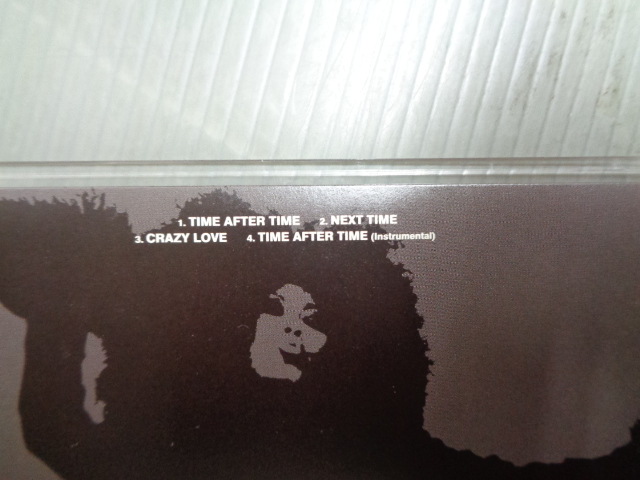 1. TIME AFTER TIME 2. NEXT TIME
3. CRAZY LOVE 4. TIME AFTER TIME (Instrumental)